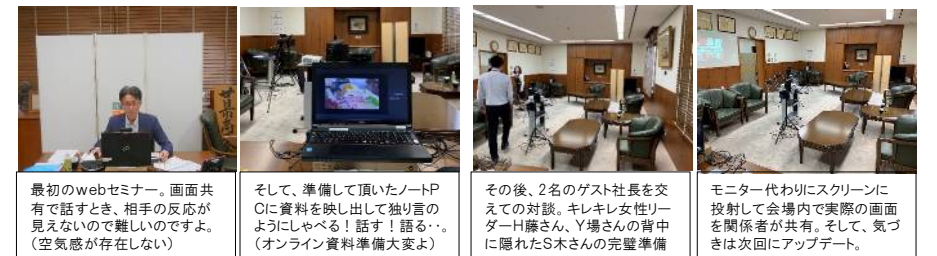 最初のwebセミナー。画面共
有で話すとき、相手の反応が
見えないので難しいのですよ。
（空気感が存在しない）
そして、準備して頂いたノートP
Cに資料を映し出して独り言の
ようにしゃべる！話す！語る・・。
（オンライン資料準備大変よ）
その後、2名のゲスト社長を交
えての対談。キレキレ女性リー
ダーH藤さん、Y場さんの背中
に隠れたS木さんの完璧準備
モニター代わりにスクリーンに
投射して会場内で実際の画面
を関係者が共有。そして、気づ
きは次回にアップデート。